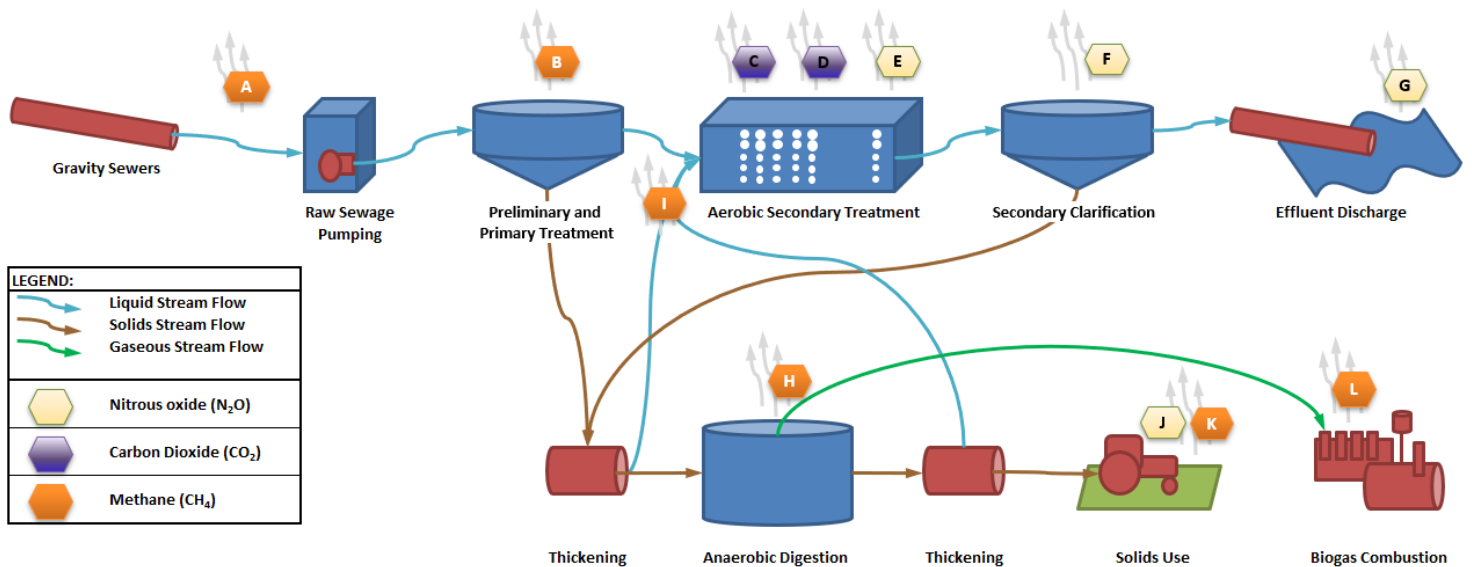 A
B
C
D
E
F
G
Gravity Sewers
Raw Sewage
Pumping
Preliminary and
Primary Treatment
I
Aerobic Secondary Treatment
Secondary Clarification
Effluent Discharge
LEGEND:
Liquid Stream Flow
Solids Stream Flow
Gaseous Stream Flow
Nitrous oxide (N₂O)
Carbon Dioxide (CO₂)
Methane (CH₄)
H
J
K
L
Thickening
Anaerobic Digestion
Thickening
Solids Use
Biogas Combustion